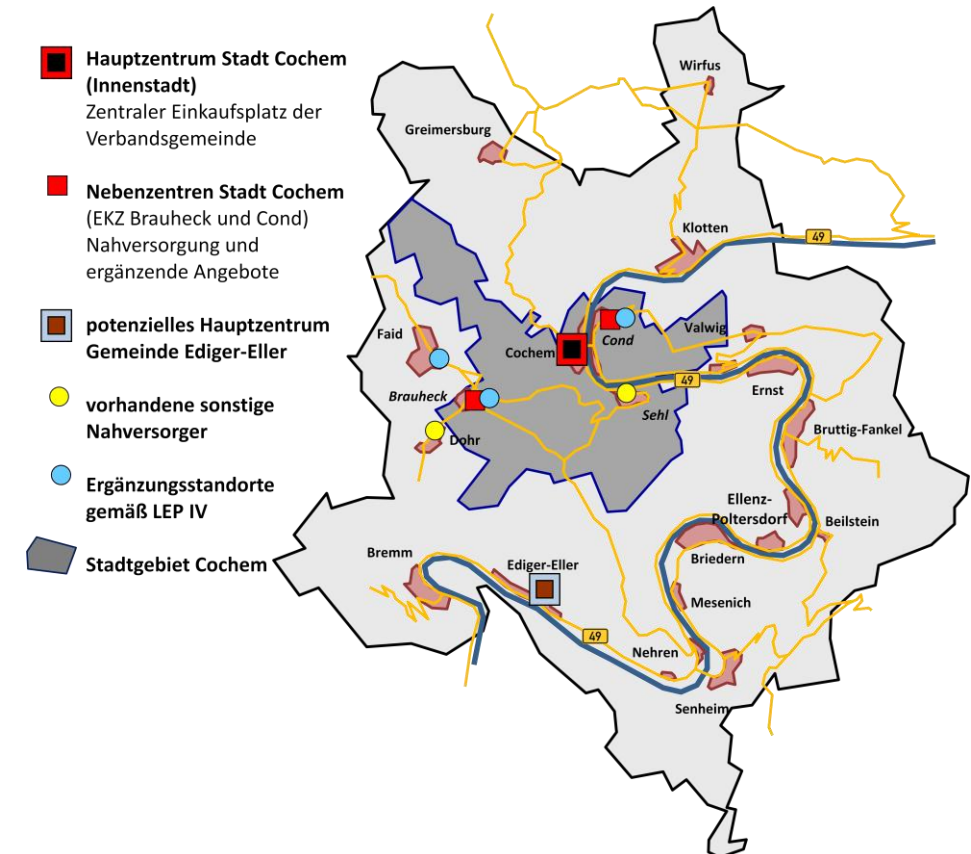 Hauptzentrum Stadt Cochem
(Innenstadt)
Zentraler Einkaufsplatz der
Verbandsgemeinde
Nebenzentren Stadt Cochem
(EKZ Brauheck und Cond)
Nahversorgung und
ergänzende Angebote
potenzielles Hauptzentrum
Gemeinde Ediger-Eller
vorhandene sonstige
Nahversorger
Ergänzungsstandorte
gemäß LEP IV
Stadtgebiet Cochem
Wirfus
Greimersburg
Klotten
49
Faid
Cochem
Cond
Valwig
Brauheck
49
Sehl
Ernst
Dohr
Bruttig-Fankel
Ellenz-
Poltersdorf
Beilstein
Bremm
Ediger-Eller
Briedern
Mesenich
49
Nehren
Senheim